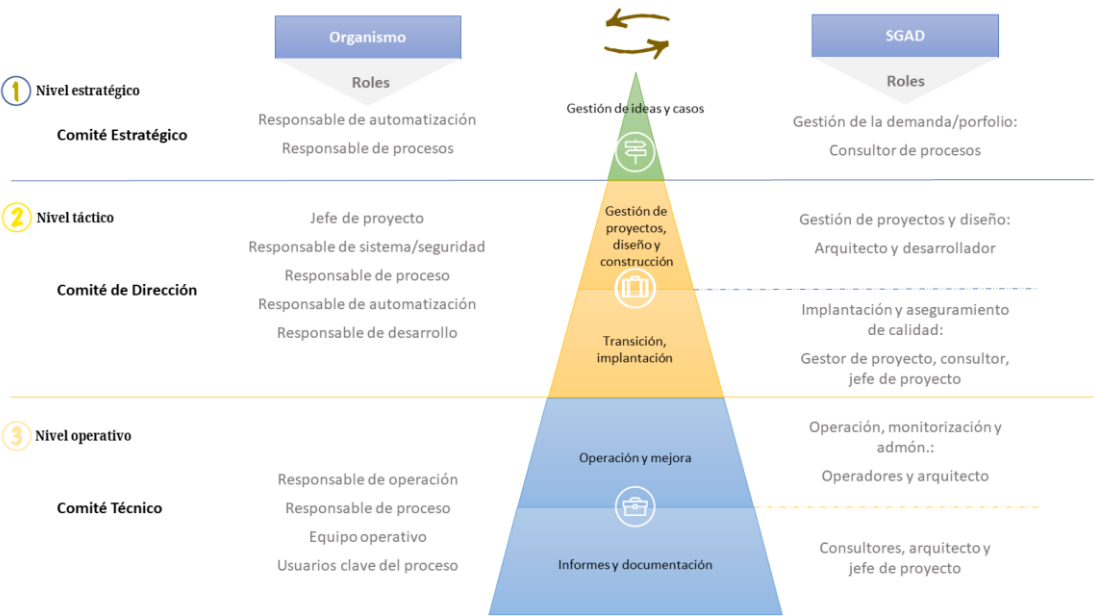 Organismo
SGAD
Roles
Roles
1
Nivel estratégico
Comité Estratégico
Responsable de automatización
Responsable de procesos
Gestión de ideas y casos
Gestión de la demanda/porfolio:
Consultor de procesos
2
Nivel táctico
Comité de Dirección
Jefe de proyecto
Responsable de sistema/seguridad
Responsable de proceso
Responsable de automatización
Responsable de desarrollo
Gestión de
proyectos,
diseño y
construcción
Transición,
implantación
Gestión de proyectos y diseño:
Arquitecto y desarrollador
Implantación y aseguramiento
de calidad:
Gestor de proyecto, consultor,
jefe de proyecto
3
Nivel operativo
Comité Técnico
Responsable de operación
Responsable de proceso
Equipo operativo
Usuarios clave del proceso
Operación y mejora
Informes y documentación
Operación, monitorización y
admón.:
Operadores y arquitecto
Consultores, arquitecto y
jefe de proyecto